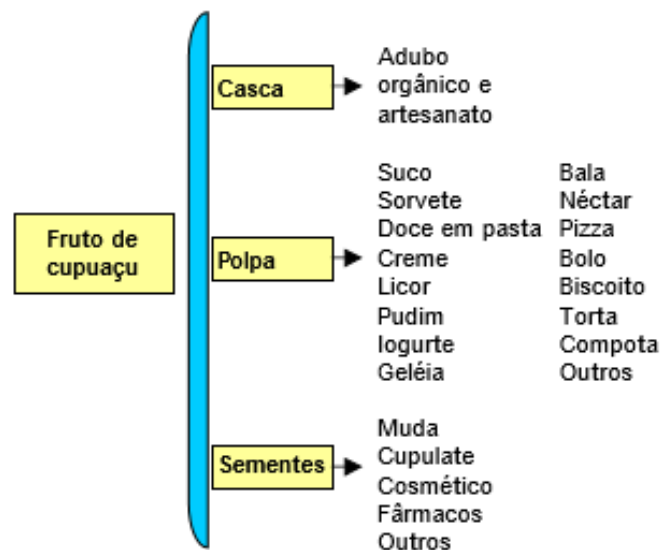 Fruto de
cupuaçu
Casca
Adubo
orgânico e
artesanato
Polpa
Suco
Sorvete
Doce em pasta
Creme
Licor
Pudim
Iogurte
Geléia
Bala
Néctar
Pizza
Bolo
Biscoito
Torta
Compota
Outros
Sementes
Muda
Cupulate
Cosmético
Fârmacos
Outros